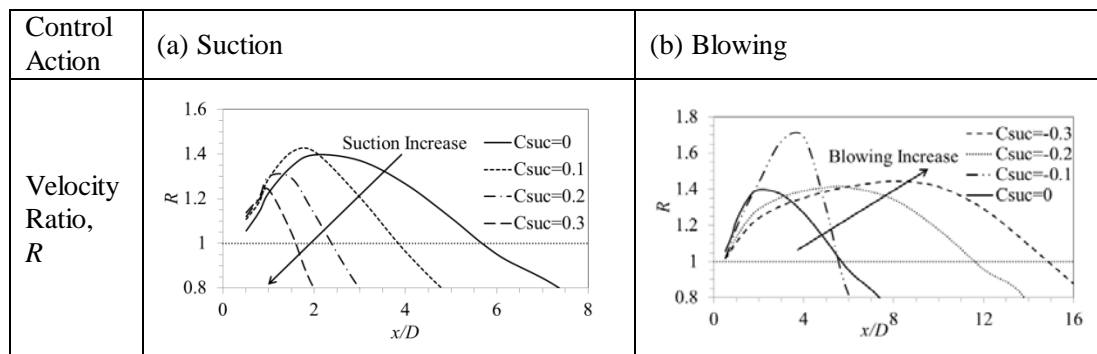 Control
Action
(a) Suction
(b) Blowing
Velocity
Ratio,
R
1.6
1.4
1.2
1
0.8
R
0
2
4
6
8
x/D
Suction Increase
Csuc=0
Csuc=0.1
Csuc=0.2
Csuc=0.3
1.8
1.6
1.4
1.2
1
0.8
R
0
4
8
12
16
x/D
Blowing Increase
Csuc=-0.3
Csuc=-0.2
Csuc=-0.1
Csuc=0